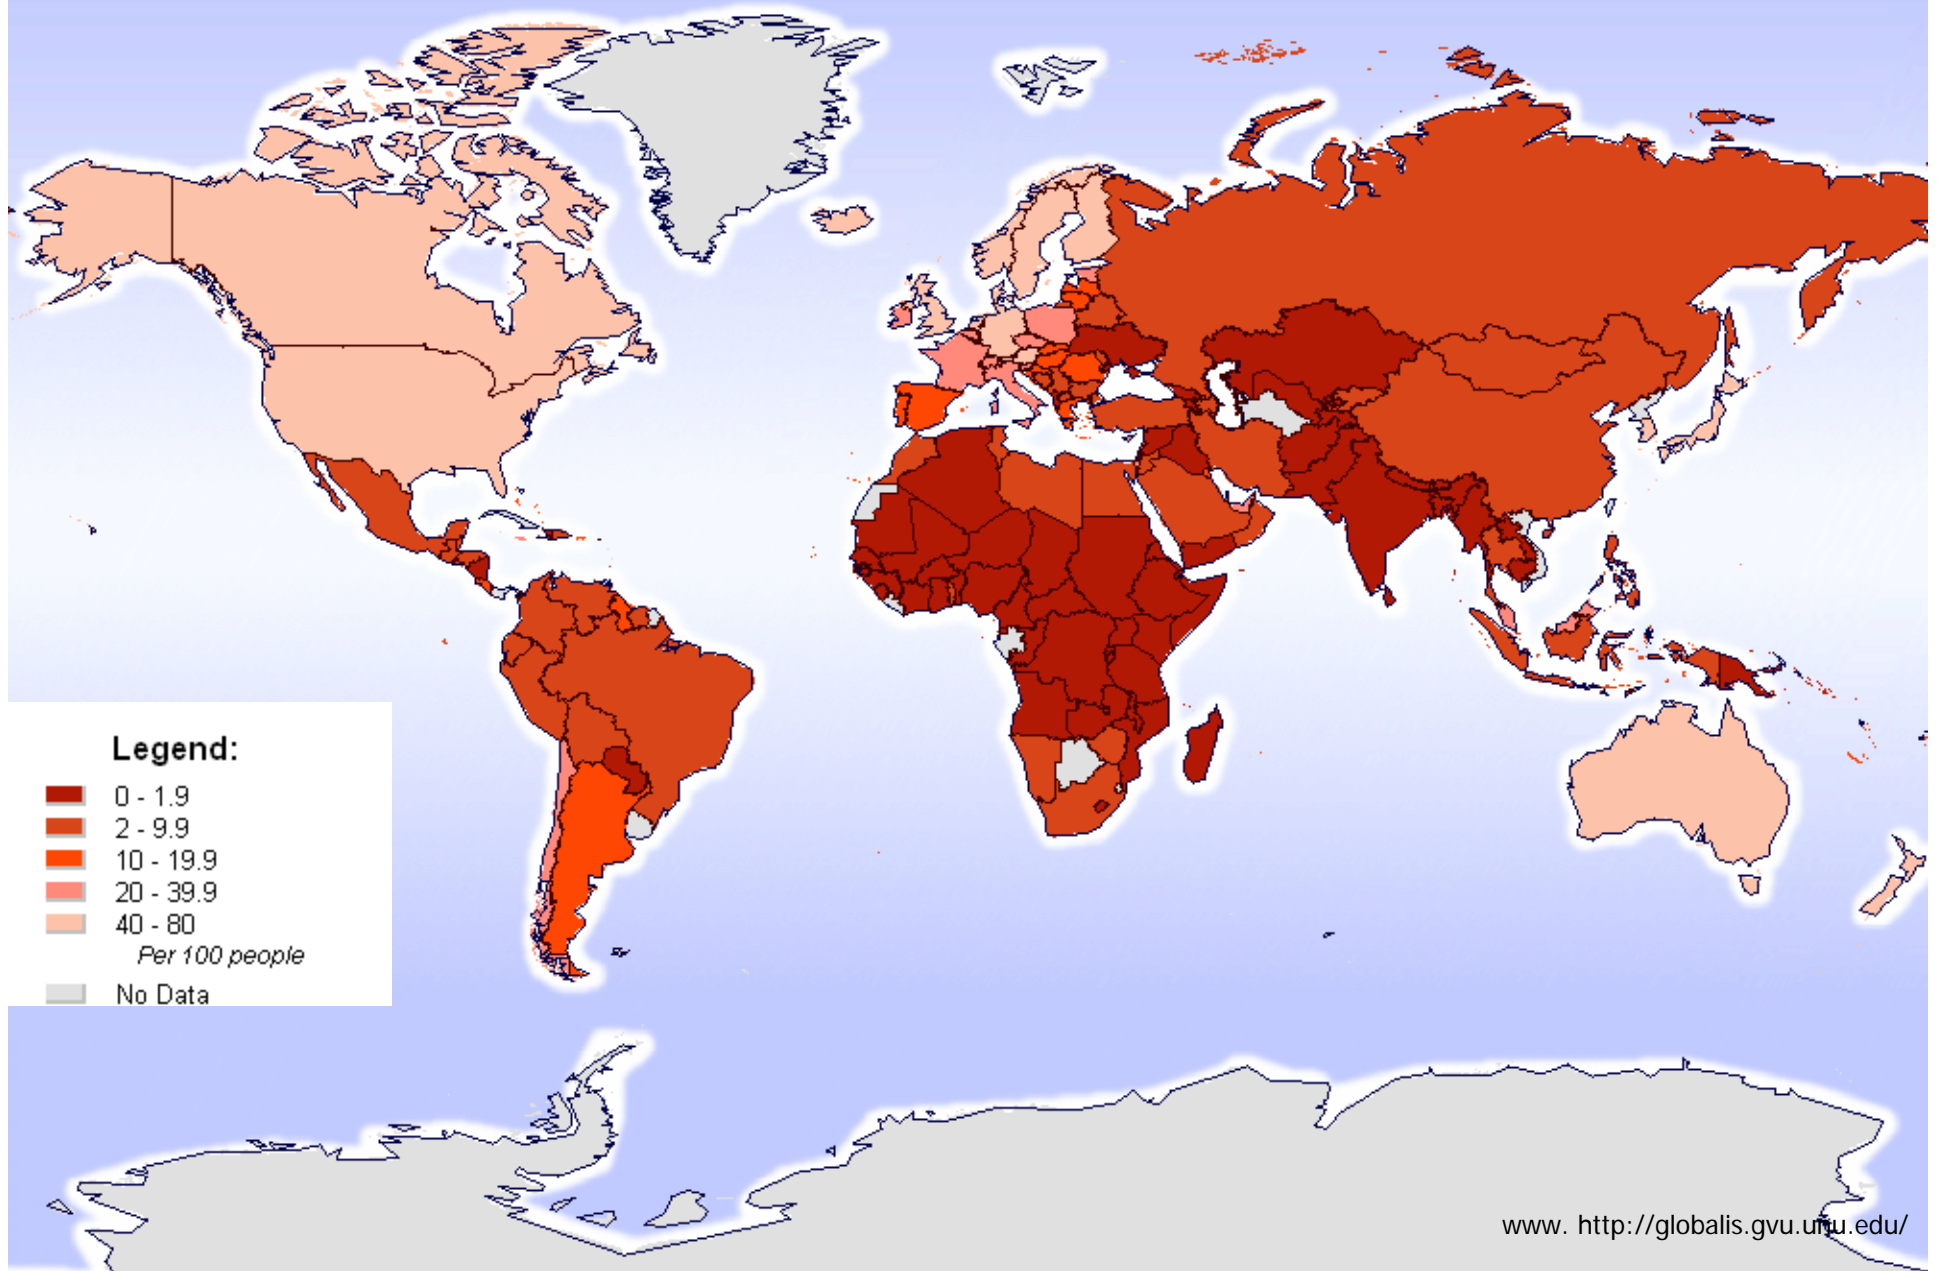 Legend:
0 - 1.9
2 - 9.9
10 - 19.9
20 - 39.9
40 - 80
Per 100 people
No Data
www. http://globalis.gvu.unu.edu/